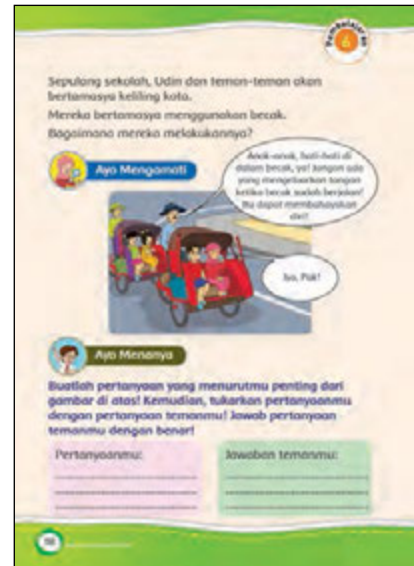 Pembelajaran
6
Sepulang sekolah, Udin dan teman-teman akan
bertamasya keliling kota.
Mereka bertamasya menggunakan becak.
Bagaimana mereka melakukannya?
Ayo Mengamati
Anak-anak, hati-hati di
dalam becak, ya! Jangan ada
yang mengeluarkan tangan
ketika becak sudah berjalan!
Itu dapat membahayakan
diri!
Iya, Pak!
Ayo Menanya
Buatlah pertanyaan yang menurutmu penting dari
gambar di atas! Kemudian, tukarkan pertanyaanmu
dengan pertanyaan temanmu! Jawab pertanyaan
temanmu dengan benar!
Pertanyaanmu:
Jawaban temanmu: